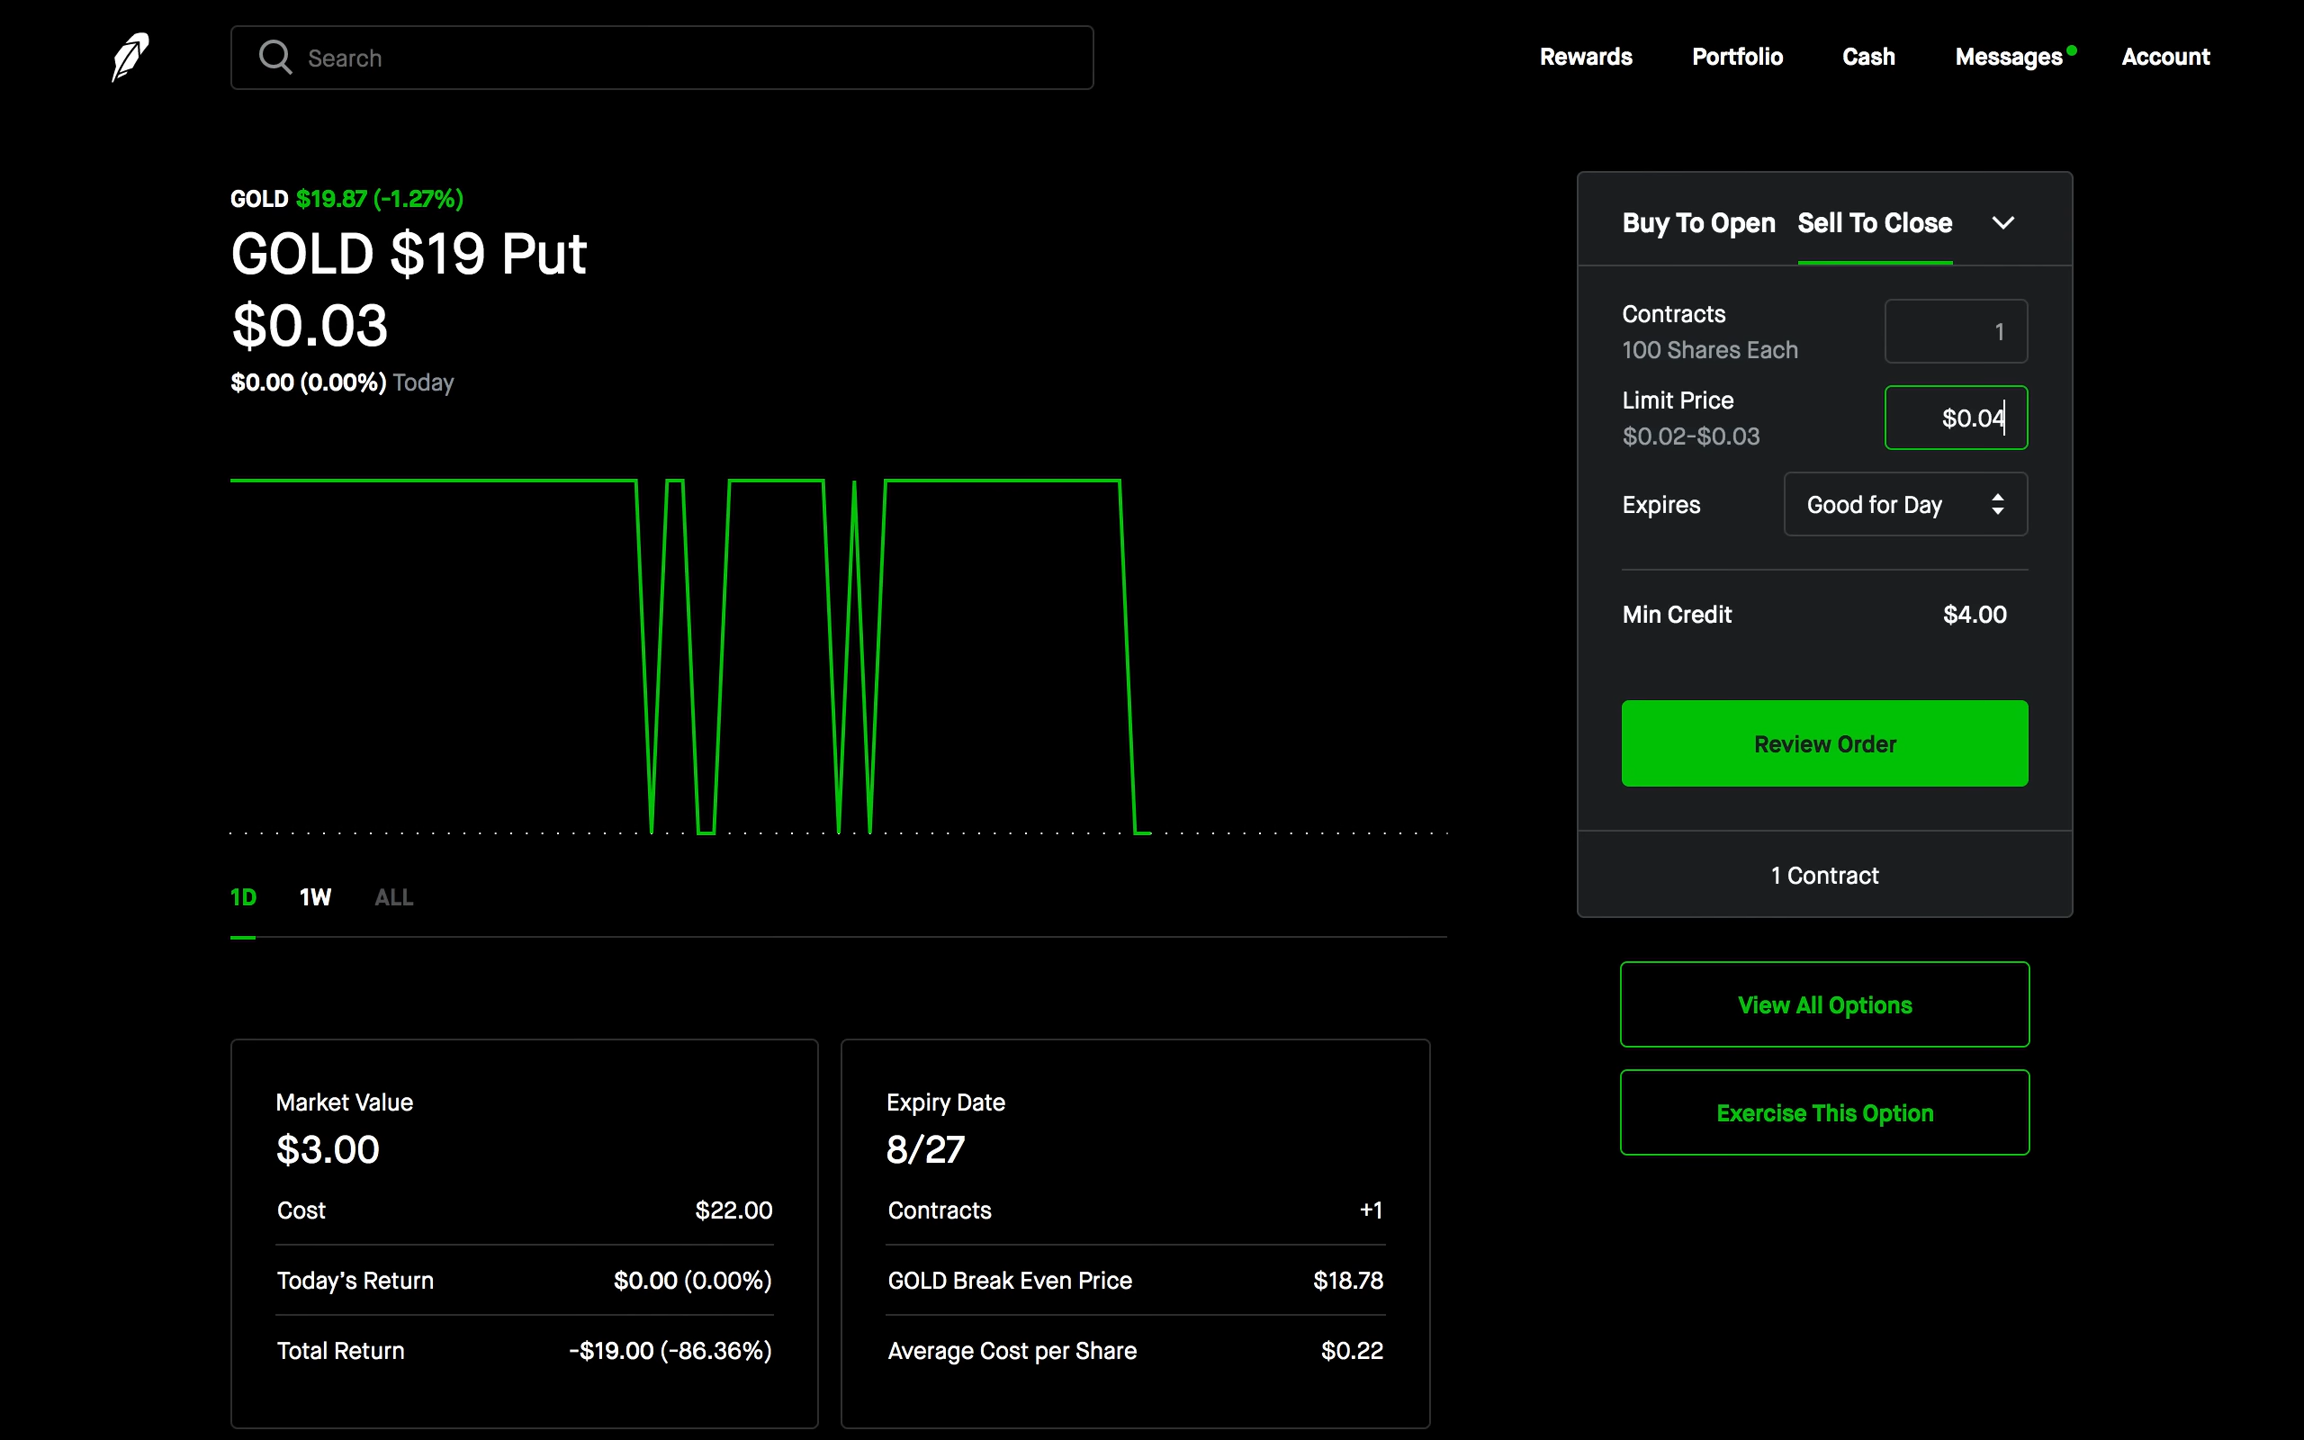 Search
Rewards
Portfolio
Cash
Messages
Account
GOLD $19.87 (-1.27%)
GOLD $19 Put
$0.03
$0.00 (0.00%) Today
1D
1W
ALL
Market Value
$3.00
Cost $22.00
Today's Return $0.00 (0.00%)
Total Return -$19.00 (-86.36%)
Expiry Date
8/27
Contracts +1
GOLD Break Even Price $18.78
Average Cost per Share $0.22
Buy To Open
Sell To Close
Contracts 1
100 Shares Each
Limit Price $0.04
$0.02-$0.03
Expires Good for Day
Min Credit $4.00
Review Order
1 Contract
View All Options
Exercise This Option